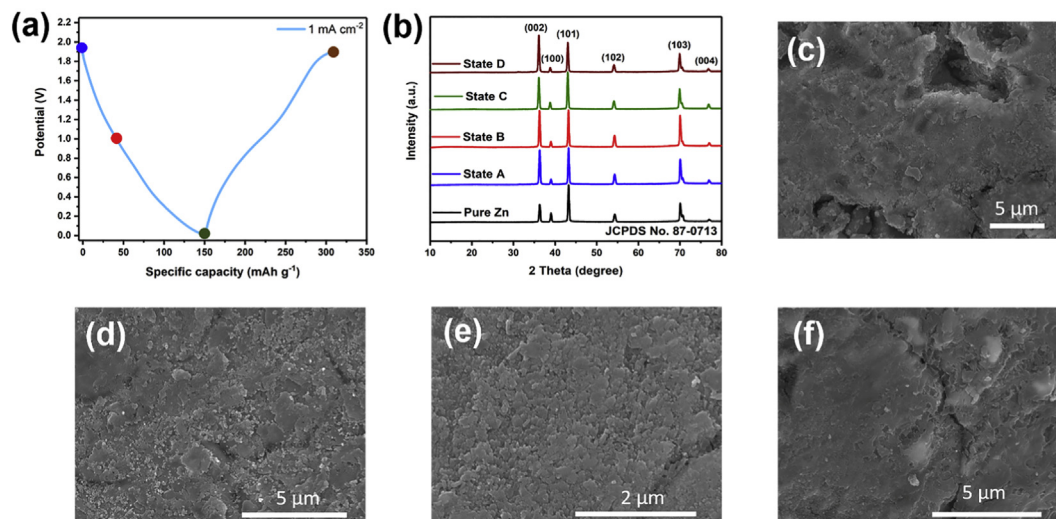 (a)
1 mA cm⁻²
Potential (V)
2.2
2.0
1.8
1.6
1.4
1.2
1.0
0.8
0.6
0.4
0.2
0.0
0 50 100 150 200 250 300 350
Specific capacity (mAh g⁻¹)
(b)
Intensity (a.u.)
(002) (100) (101) (102) (103) (004)
State D
State C
State B
State A
Pure Zn
JCPDS No. 87-0713
10 20 30 40 50 60 70 80
2 Theta (degree)
(c)
5 μm
(d)
5 μm
(e)
2 μm
(f)
5 μm